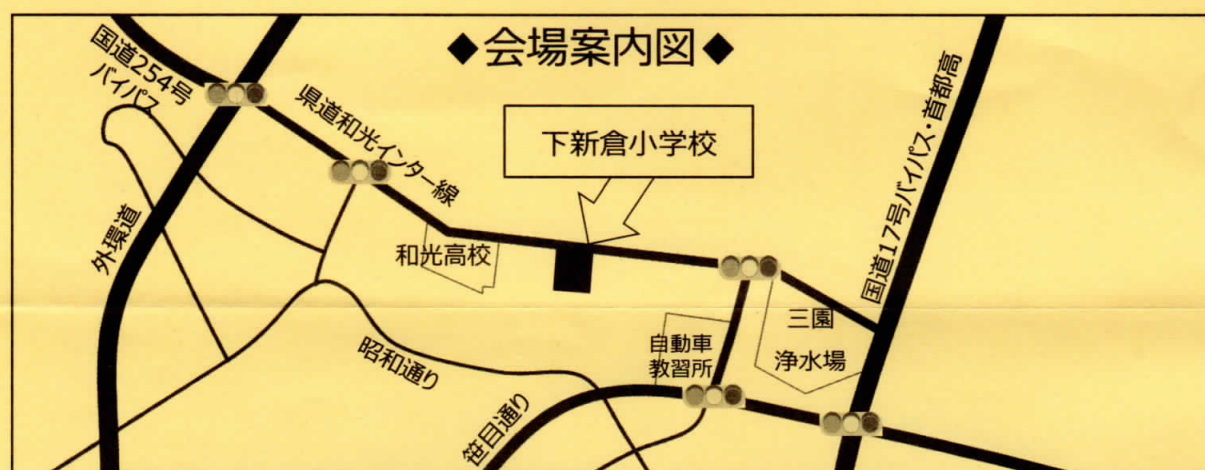 ◆会場案内図◆
国道254号
バイパス
県道和光インター線
下新倉小学校
国道17号バイパス・首都高
外環道
和光高校
三園
浄水場
自動車
教習所
昭和通り
笹目通り